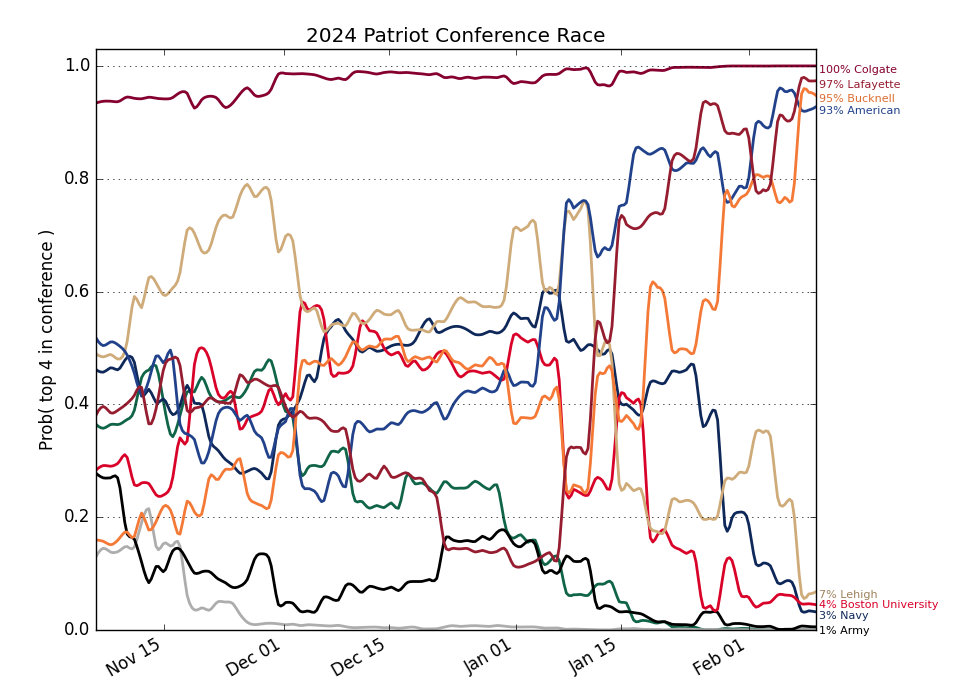 2024 Patriot Conference Race
Prob( top 4 in conference )
1.0
0.8
0.6
0.4
0.2
0.0
Nov 15
Dec 01
Dec 15
Jan 01
Jan 15
Feb 01
100% Colgate
97% Lafayette
95% Bucknell
93% American
7% Lehigh
4% Boston University
3% Navy
1% Army